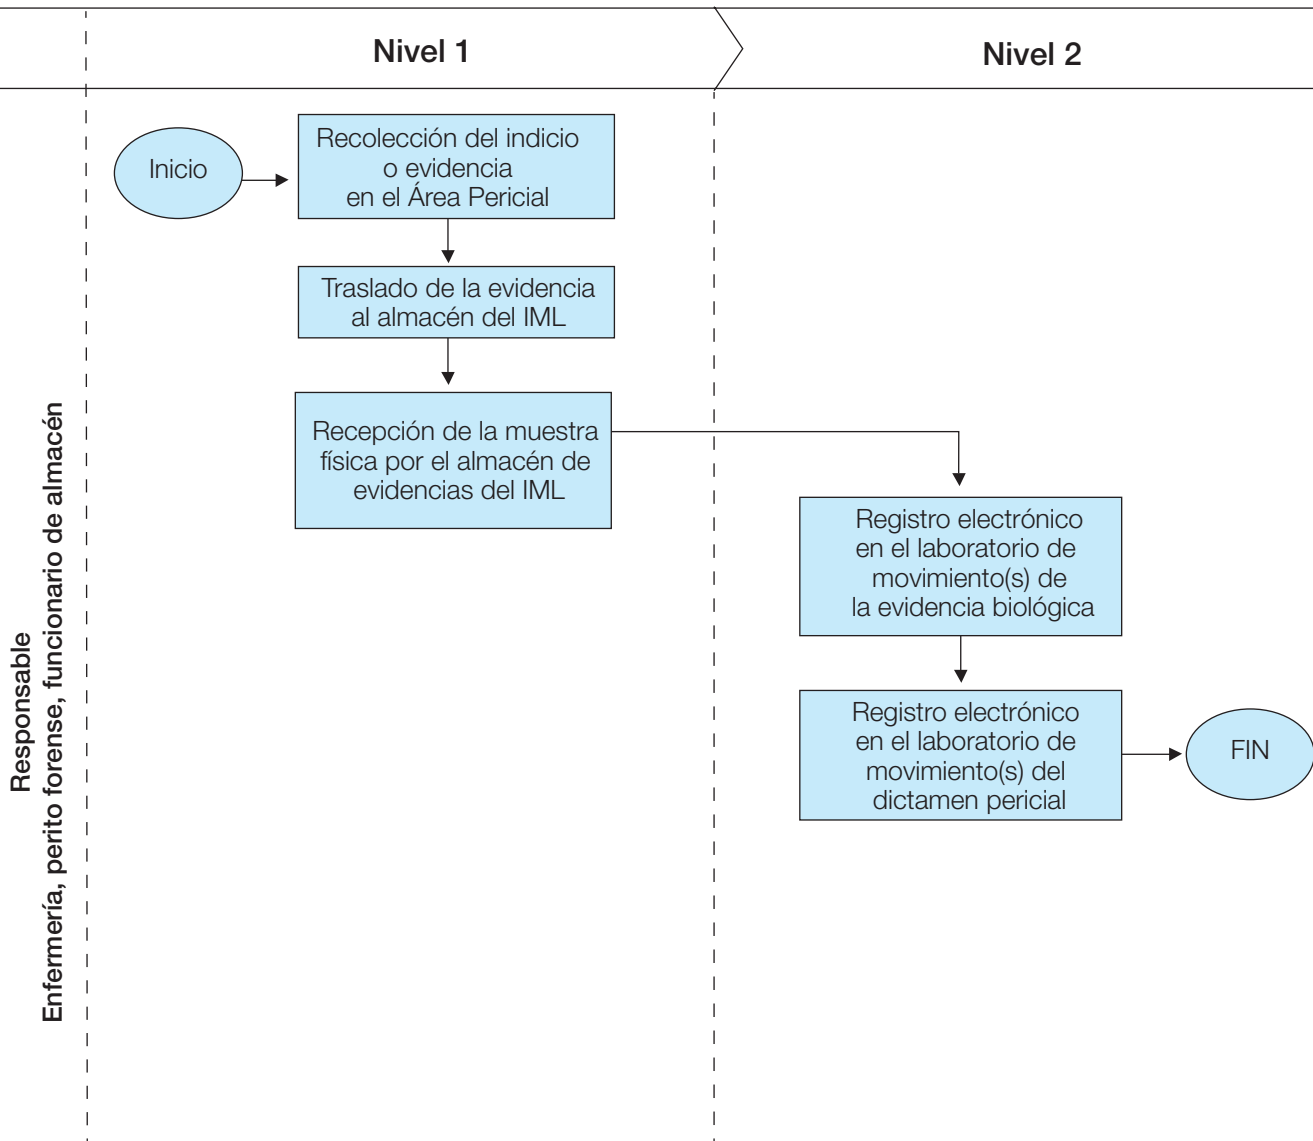 Nivel 1
Nivel 2
Responsable
Enfermería, perito forense, funcionario de almacén
Inicio
Recolección del indicio
o evidencia
en el Área Pericial
Traslado de la evidencia
al almacén del IML
Recepción de la muestra
física por el almacén de
evidencias del IML
Registro electrónico
en el laboratorio de
movimiento(s) de
la evidencia biológica
Registro electrónico
en el laboratorio de
movimiento(s) del
dictamen pericial
FIN